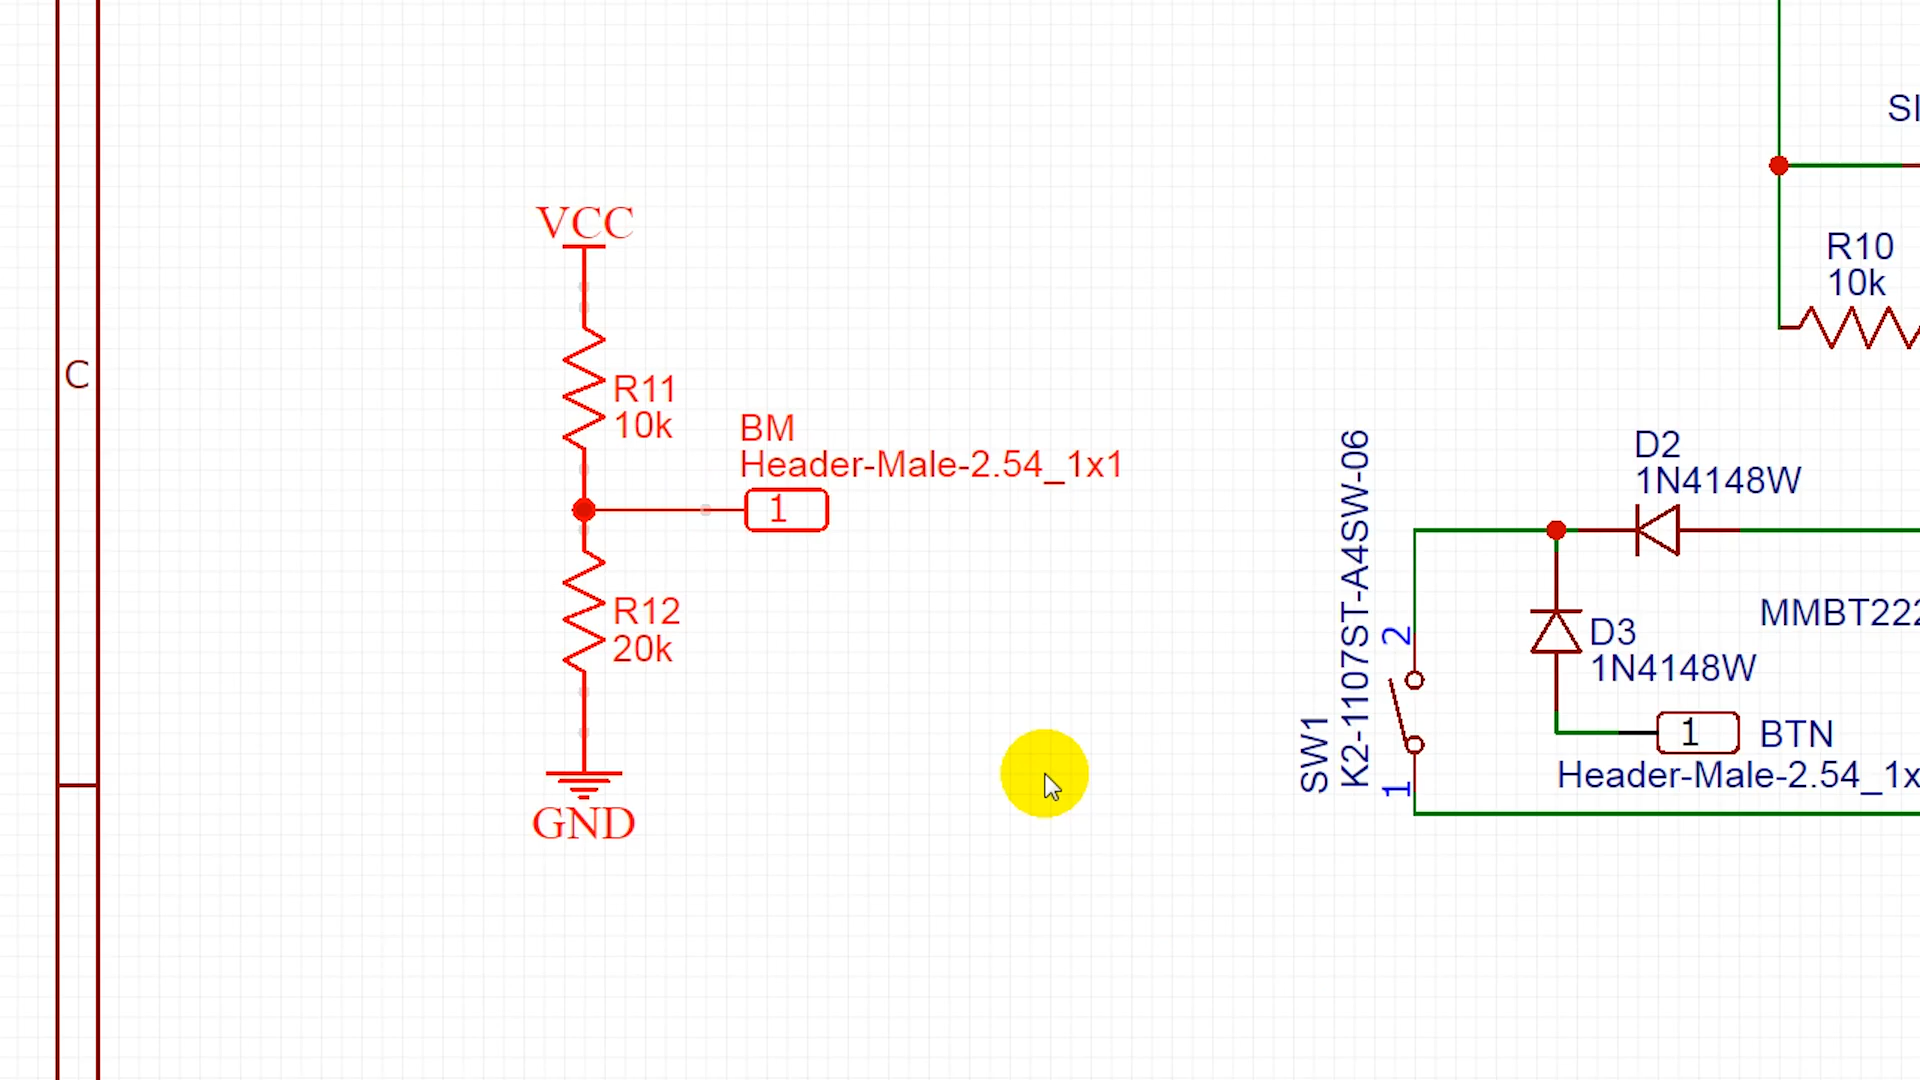 SI
VCC
R10
10k
C
R11
10k
BM
Header-Male-2.54_1x1
1
D2
1N4148W
SW1
K2-1107ST-A4SW-06
2
1
R12
20k
MMBT222
D3
1N4148W
1
BTN
Header-Male-2.54_1x
GND